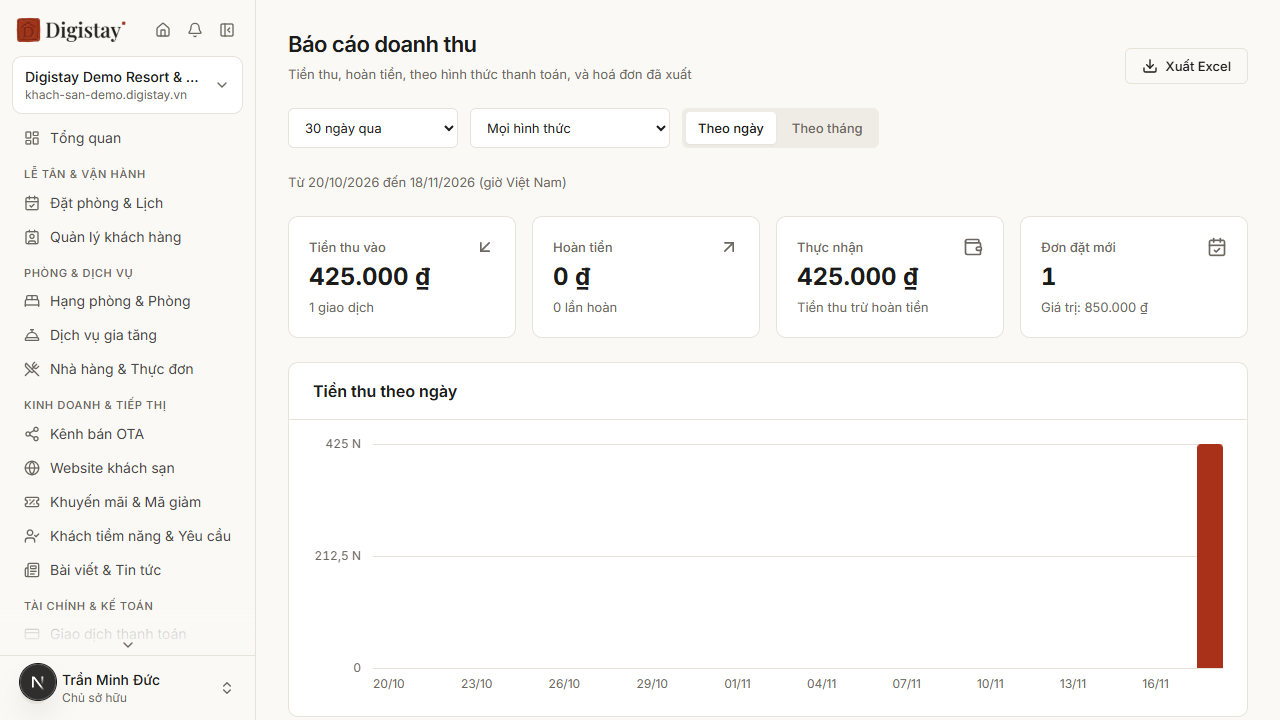 Digistay
Digistay Demo Resort & ...
khach-san-demo.digistay.vn
Tổng quan
LỄ TÂN & VẬN HÀNH
Đặt phòng & Lịch
Quản lý khách hàng
PHÒNG & DỊCH VỤ
Hạng phòng & Phòng
Dịch vụ gia tăng
Nhà hàng & Thực đơn
KINH DOANH & TIẾP THỊ
Kênh bán OTA
Website khách sạn
Khuyến mãi & Mã giảm
Khách tiềm năng & Yêu cầu
Bài viết & Tin tức
TÀI CHÍNH & KẾ TOÁN
Giao dịch thanh toán
N
Trần Minh Đức
Chủ sở hữu
Báo cáo doanh thu
Tiền thu, hoàn tiền, theo hình thức thanh toán, và hoá đơn đã xuất
Xuất Excel
30 ngày qua
Mọi hình thức
Theo ngày
Theo tháng
Từ 20/10/2026 đến 18/11/2026 (giờ Việt Nam)
Tiền thu vào
425.000 ₫
1 giao dịch
Hoàn tiền
0 ₫
0 lần hoàn
Thực nhận
425.000 ₫
Tiền thu trừ hoàn tiền
Đơn đặt mới
1
Giá trị: 850.000 ₫
Tiền thu theo ngày
425 N
212,5 N
0
20/10 23/10 26/10 29/10 01/11 04/11 07/11 10/11 13/11 16/11